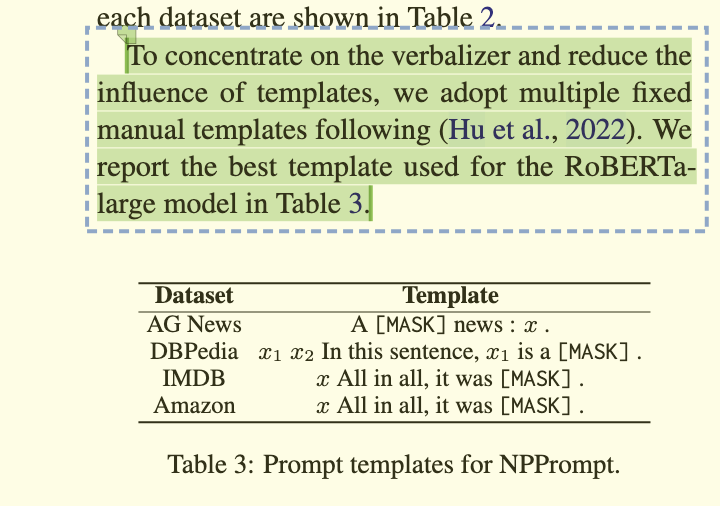 each dataset are shown in Table 2.
To concentrate on the verbalizer and reduce the
influence of templates, we adopt multiple fixed
manual templates following (Hu et al., 2022). We
report the best template used for the RoBERTa-
large model in Table 3.
Dataset Template
AG News A [MASK] news : x .
DBPedia x₁ x₂ In this sentence, x₁ is a [MASK] .
IMDB x All in all, it was [MASK] .
Amazon x All in all, it was [MASK] .
Table 3: Prompt templates for NPPrompt.